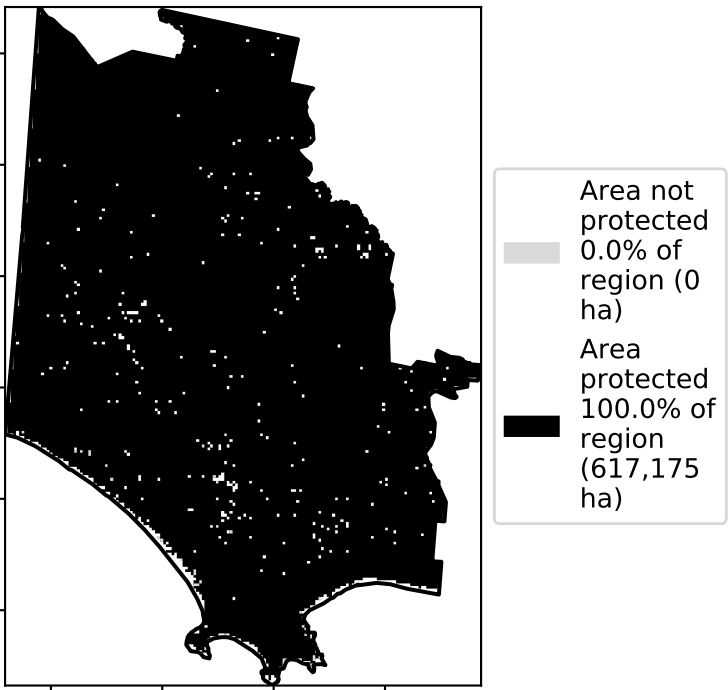 Area not
protected
0.0% of
region (0
ha)
Area
protected
100.0% of
region
(617,175
ha)